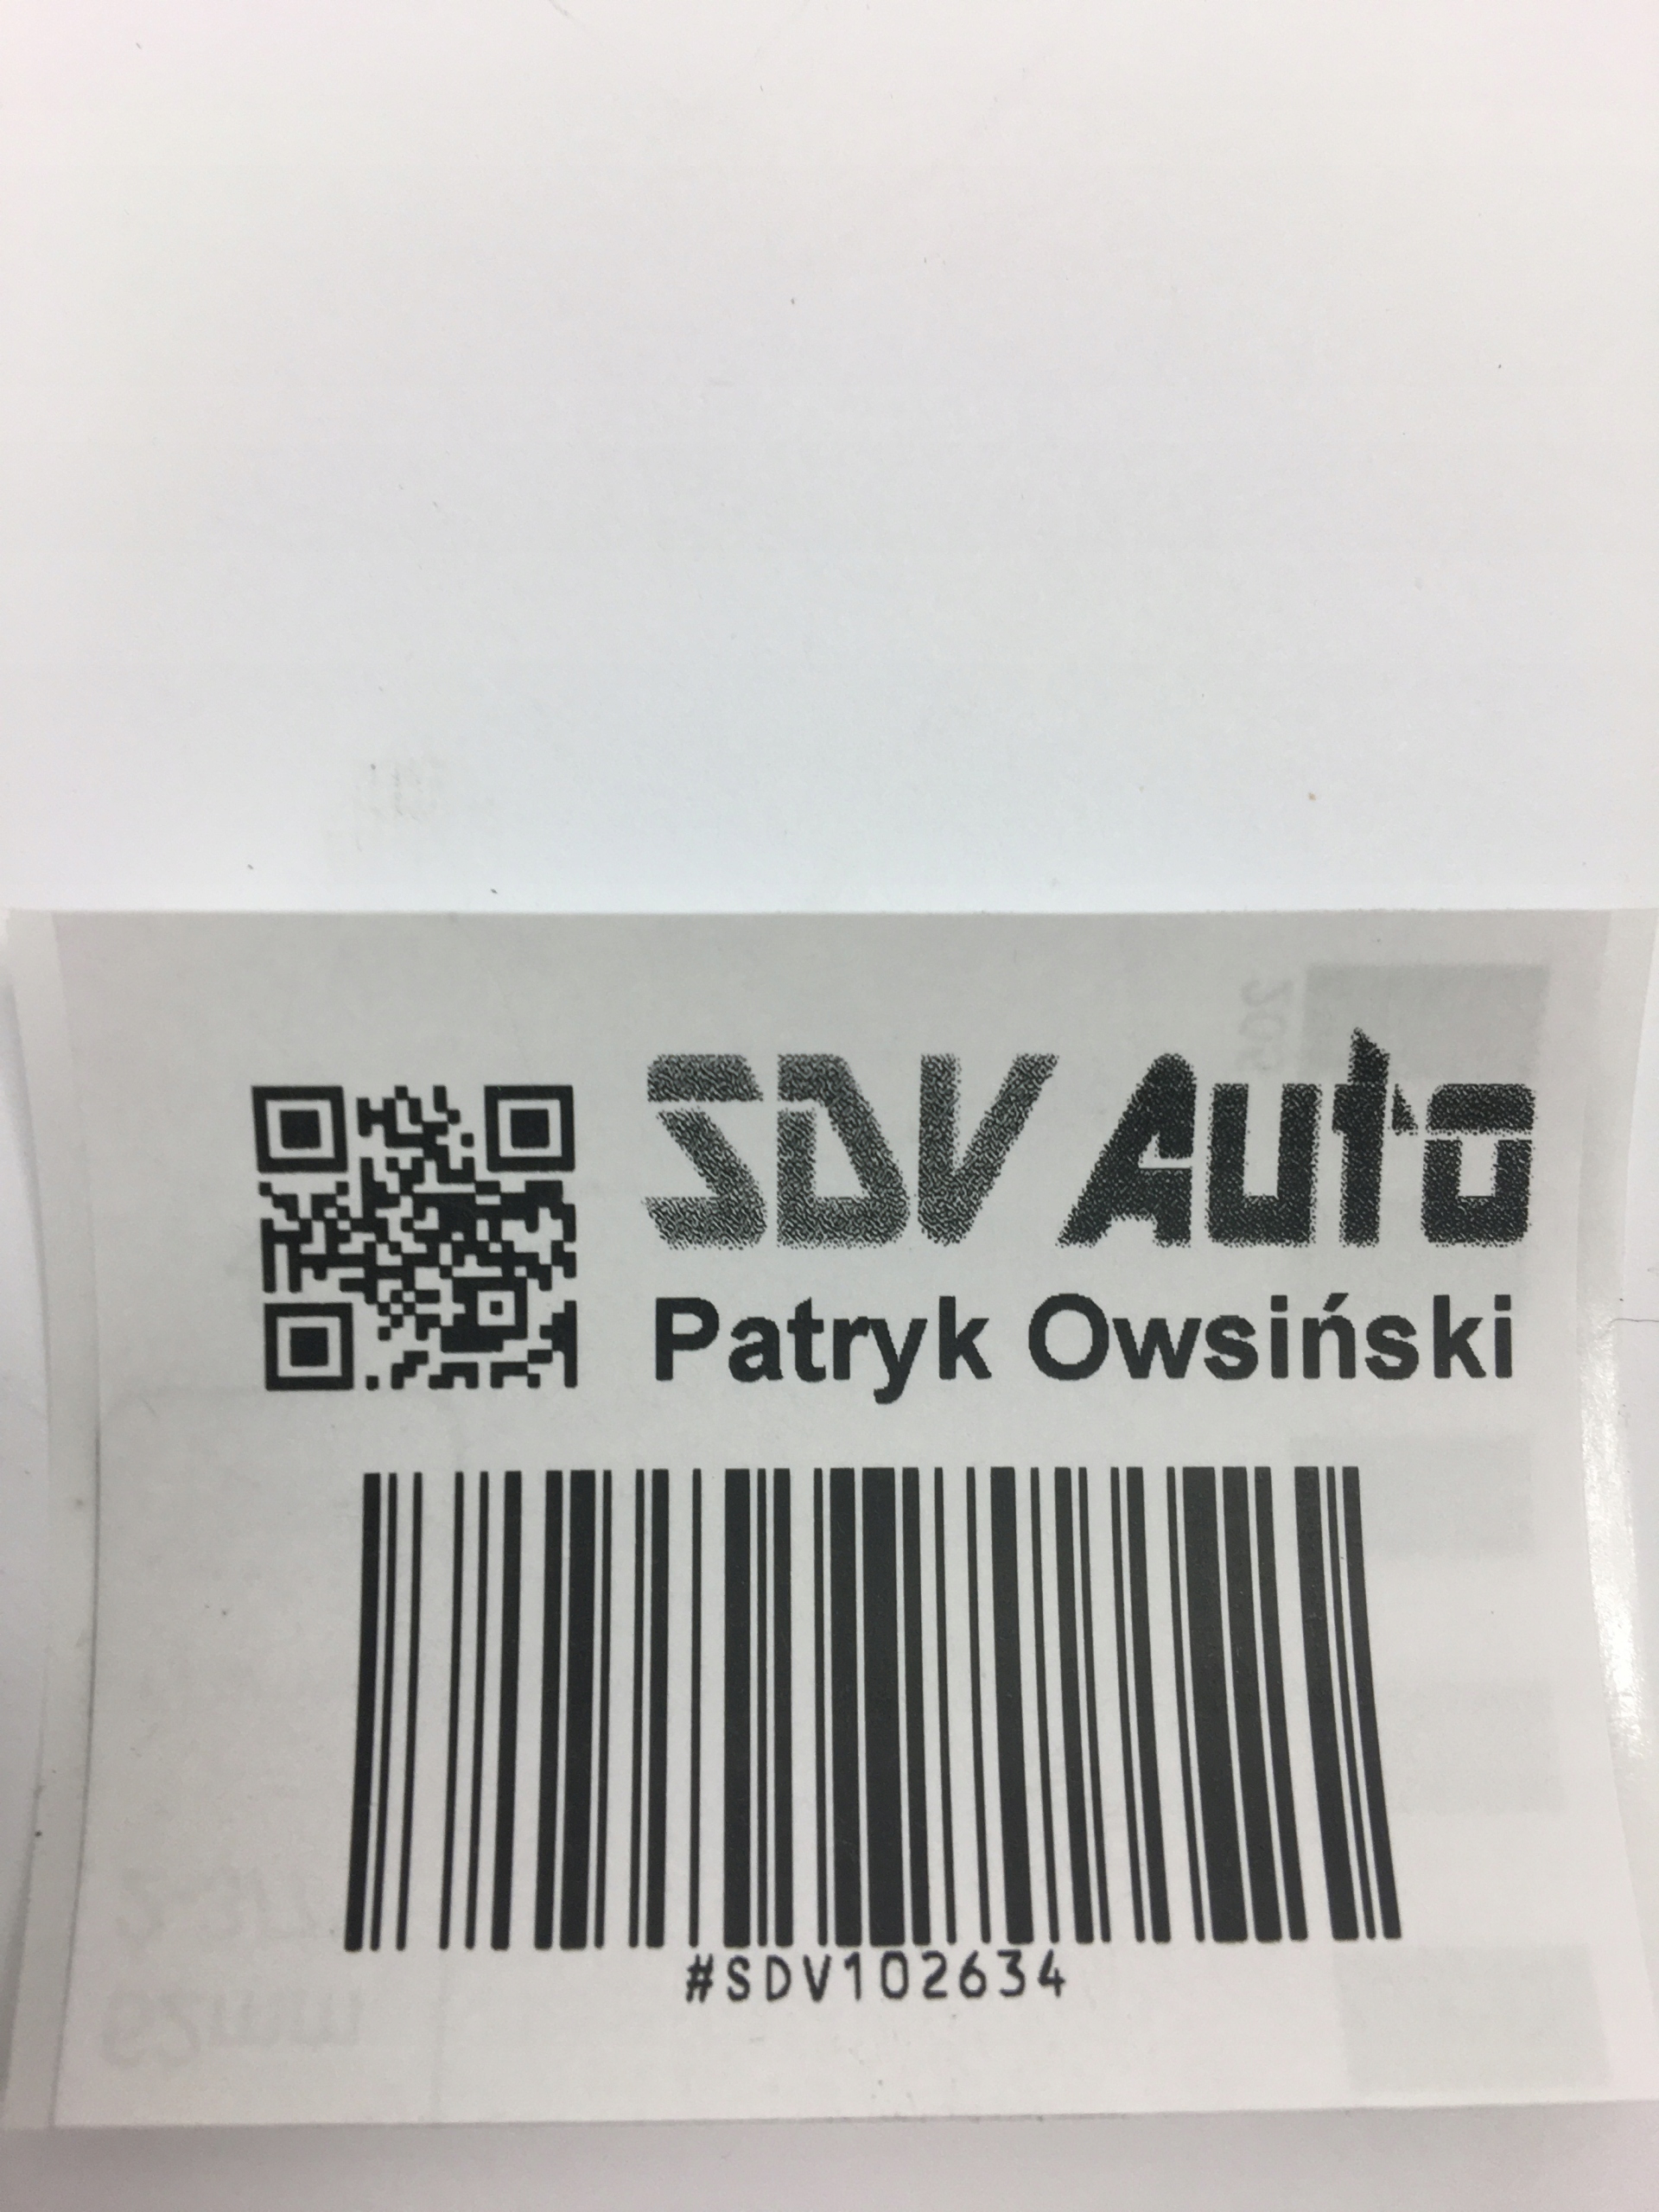 SDV Auto
Patryk Owsiński
#SDV102634